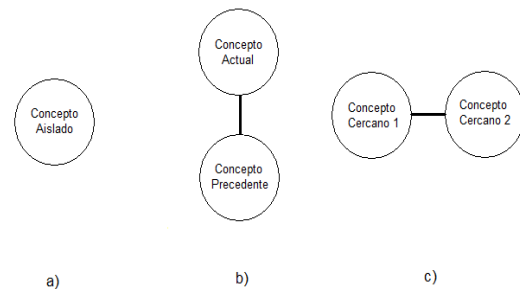 Concepto
Aislado
Concepto
Actual
Concepto
Precedente
Concepto
Cercano 1
Concepto
Cercano 2
a)
b)
c)